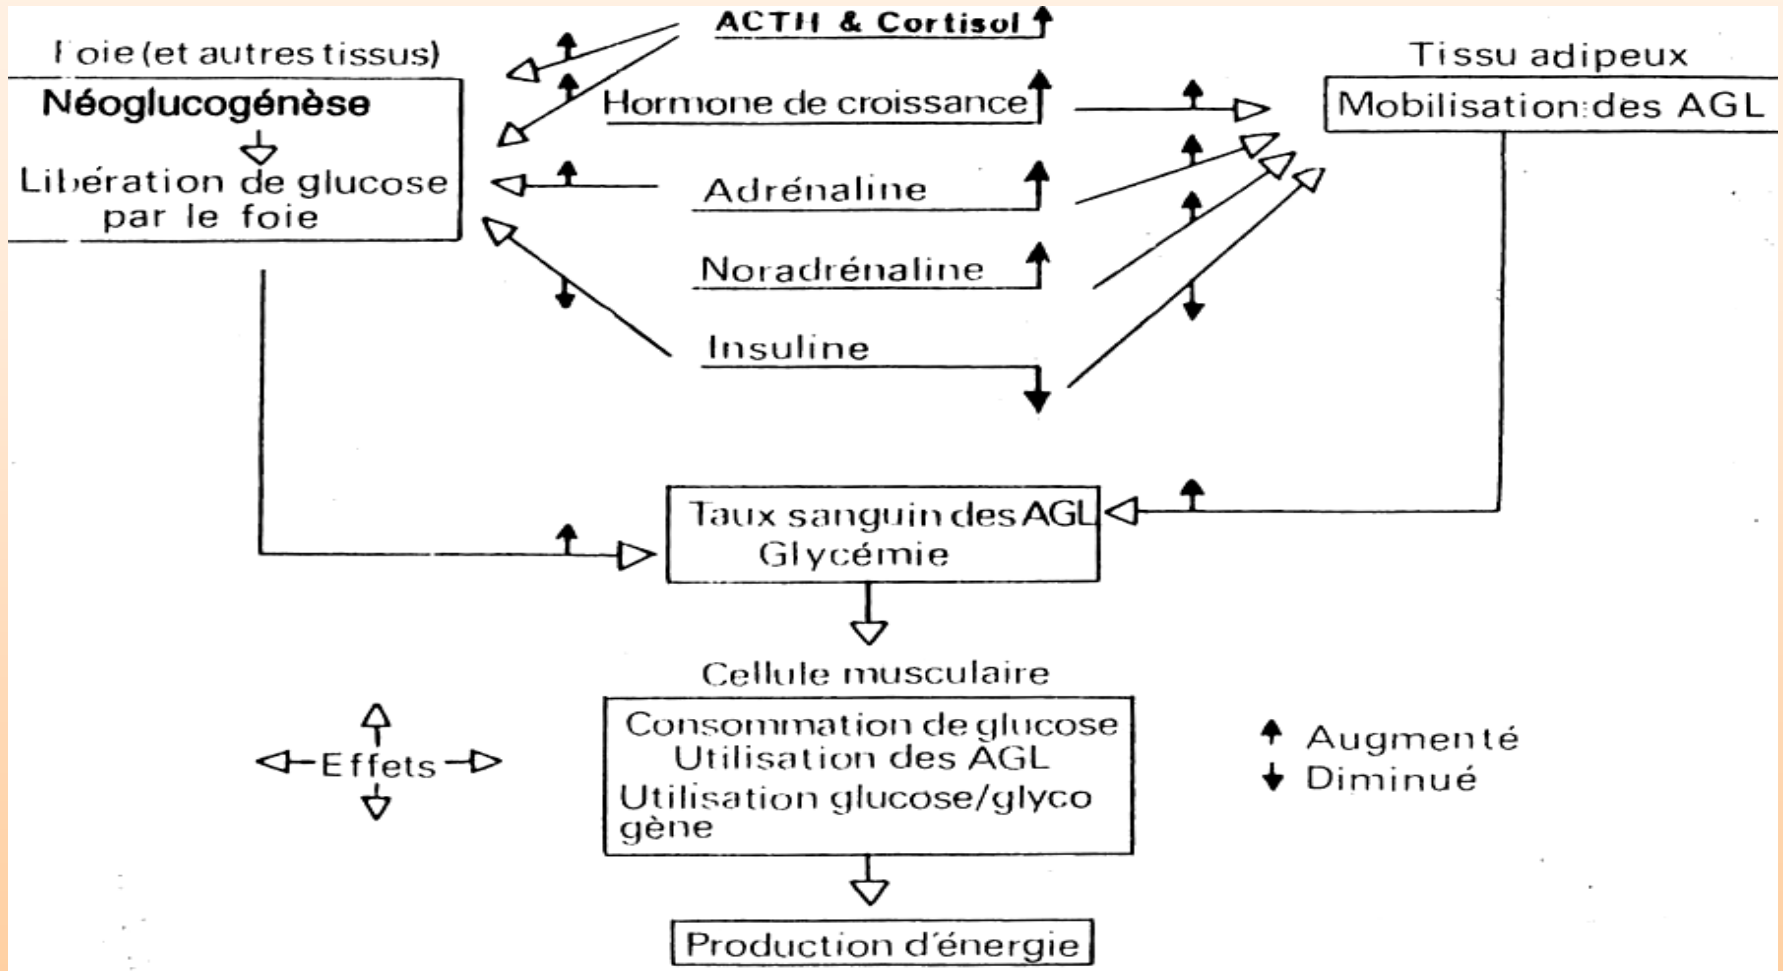 ACTH & Cortisol
Foie (et autres tissus)
Néoglucogénèse
Libération de glucose
par le foie
Hormone de croissance
Adrénaline
Noradrénaline
Insuline
Tissu adipeux
Mobilisation des AGL
Taux sanguin des AGL
Glycémie
Cellule musculaire
Consommation de glucose
Utilisation des AGL
Utilisation glucose/glyco
gène
Effets
Augmenté
Diminué
Production d'énergie